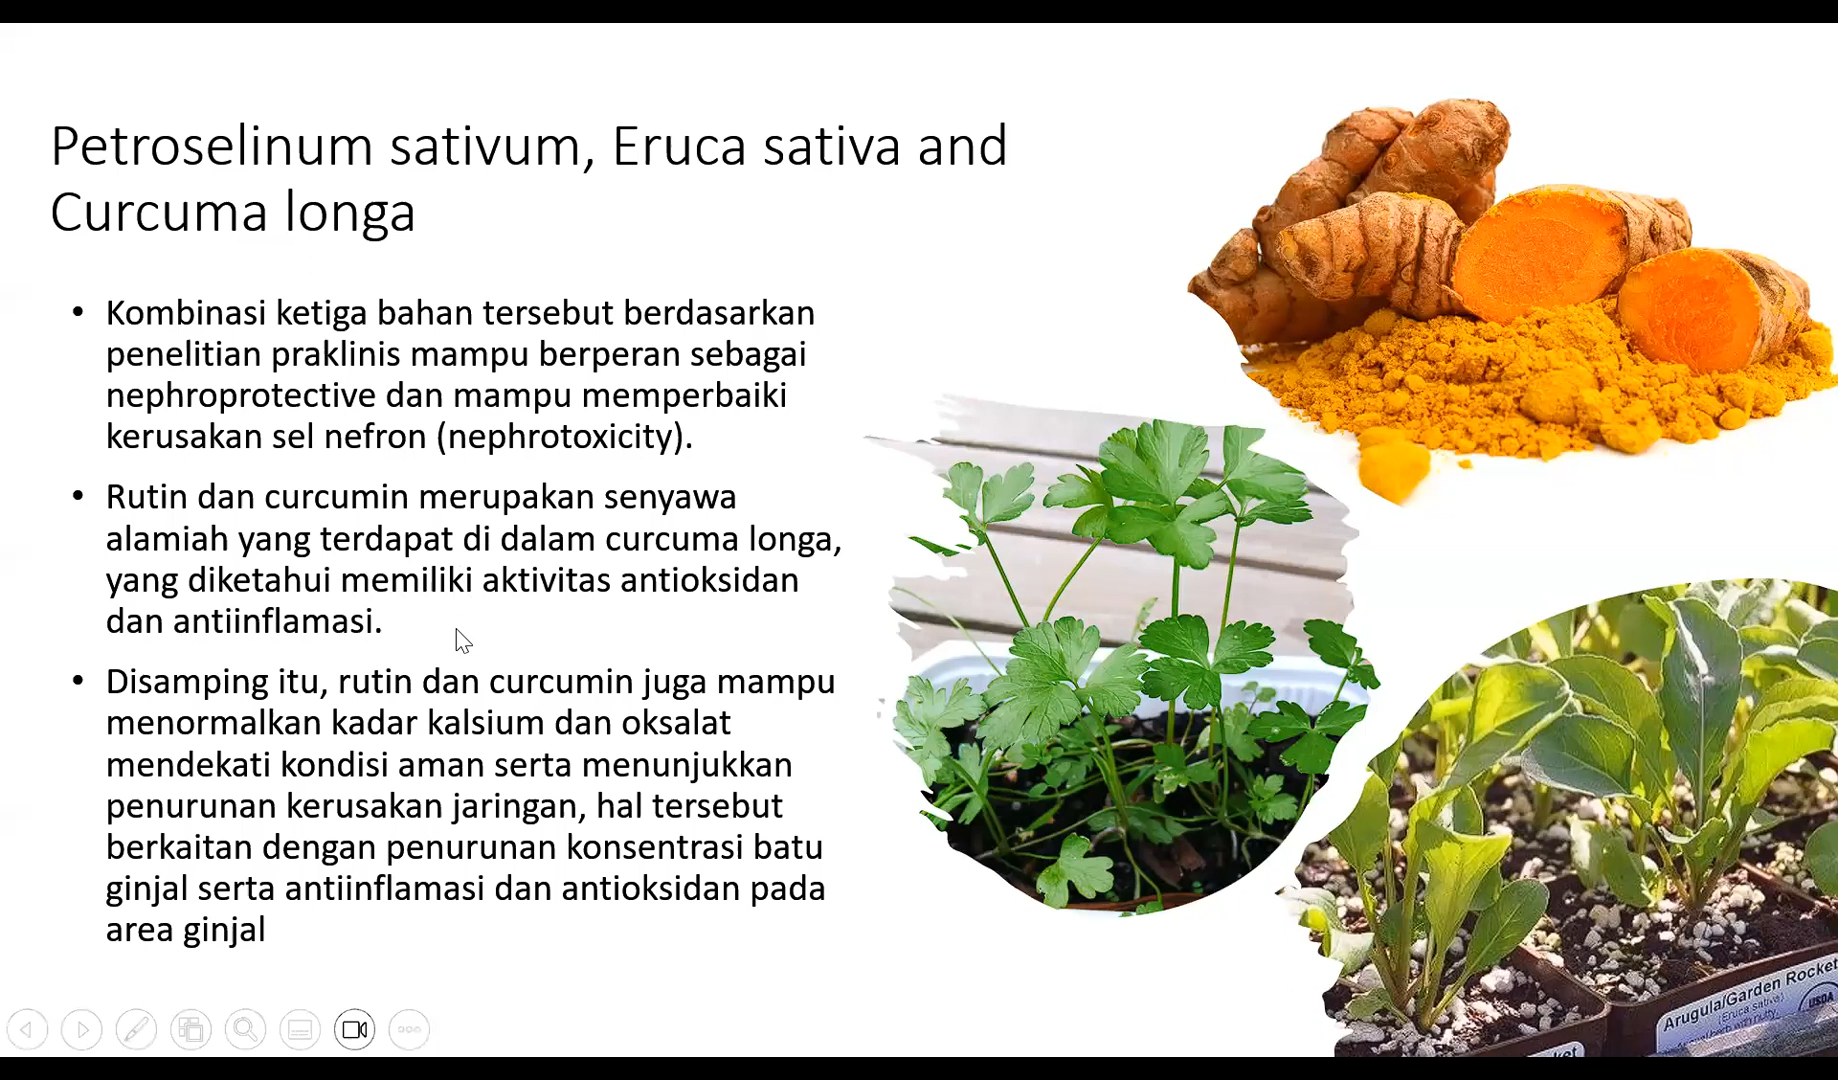 Petroselinum sativum, Eruca sativa and
Curcuma longa
• Kombinasi ketiga bahan tersebut berdasarkan
penelitian praklinis mampu berperan sebagai
nephroprotective dan mampu memperbaiki
kerusakan sel nefron (nephrotoxicity).
• Rutin dan curcumin merupakan senyawa
alamiah yang terdapat di dalam curcuma longa,
yang diketahui memiliki aktivitas antioksidan
dan antiinflamasi.
• Disamping itu, rutin dan curcumin juga mampu
menormalkan kadar kalsium dan oksalat
mendekati kondisi aman serta menunjukkan
penurunan kerusakan jaringan, hal tersebut
berkaitan dengan penurunan konsentrasi batu
ginjal serta antiinflamasi dan antioksidan pada
area ginjal
Arugula/Garden Rocket
(Eruca sativa)
USDA
with nutty